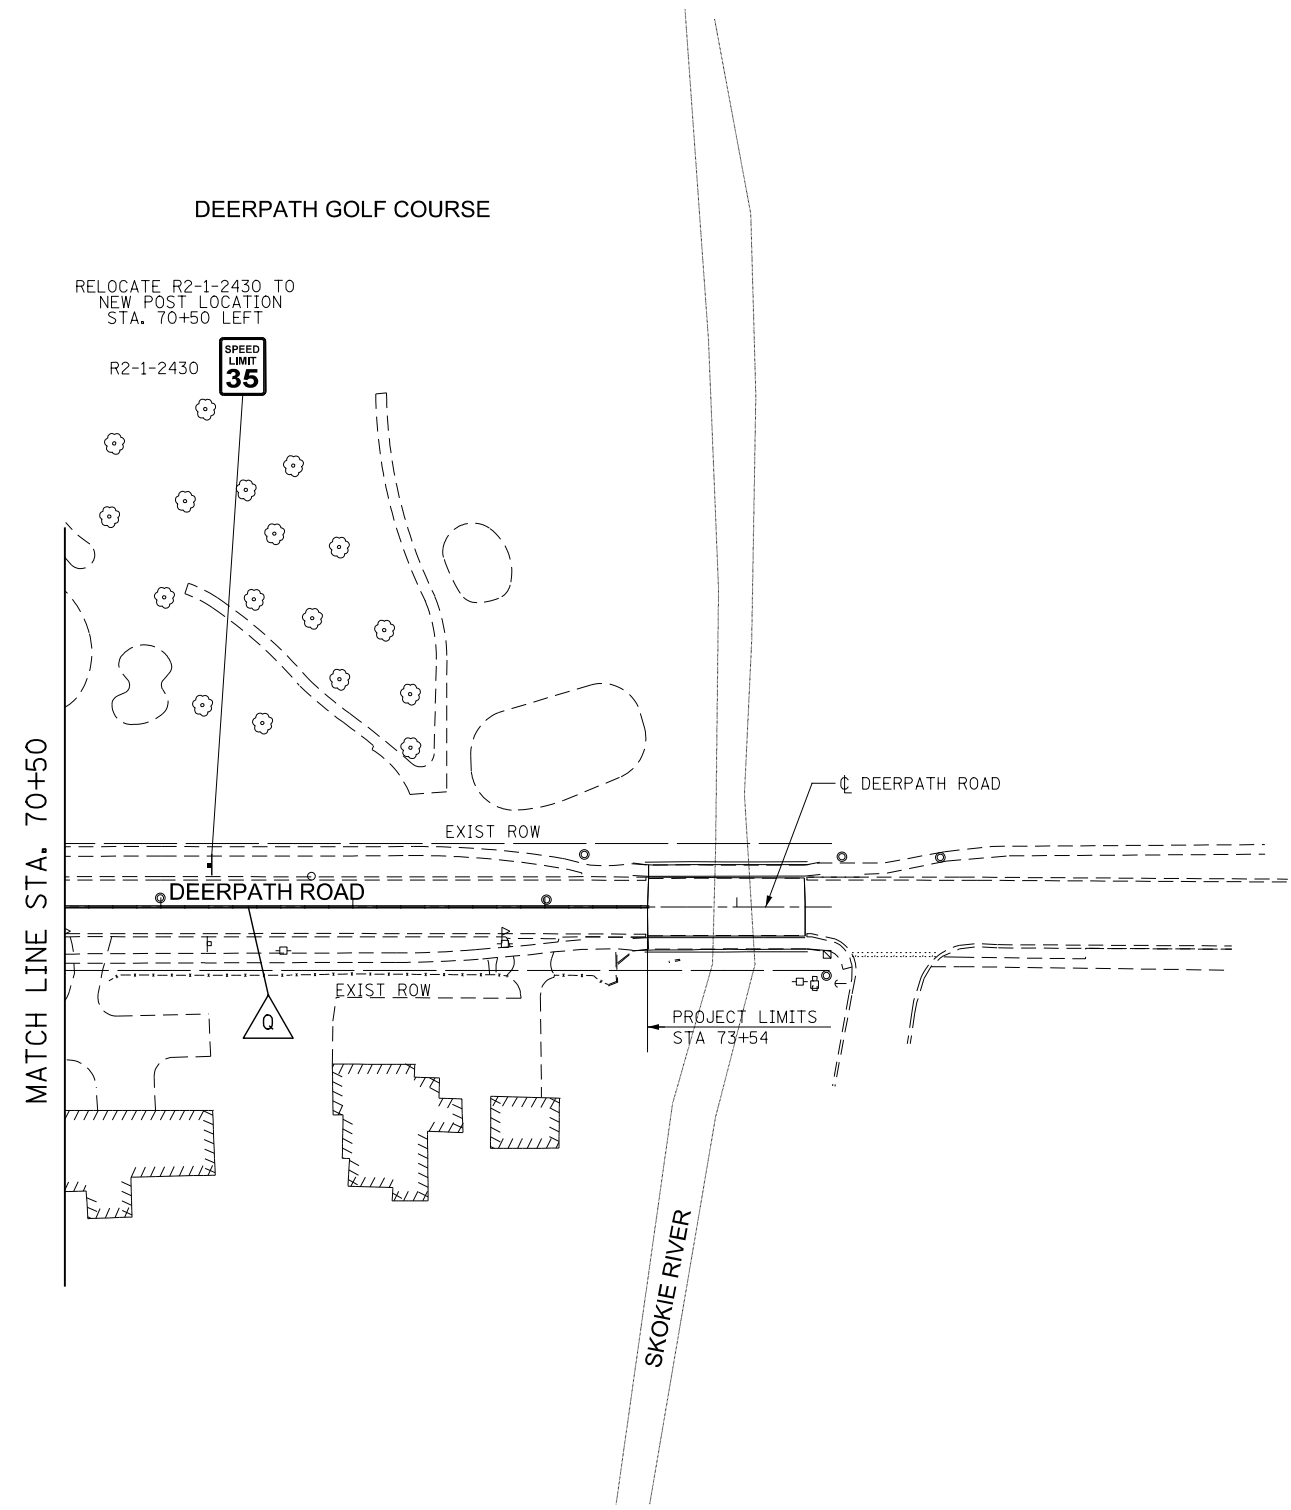 DEERPATH GOLF COURSE
RELOCATE R2-1-2430 TO
NEW POST LOCATION
STA. 70+50 LEFT
R2-1-2430
SPEED
LIMIT
35
MATCH LINE STA. 70+50
℄ DEERPATH ROAD
EXIST ROW
DEERPATH ROAD
EXIST ROW
Q
PROJECT LIMITS
STA 73+54
SKOKIE RIVER